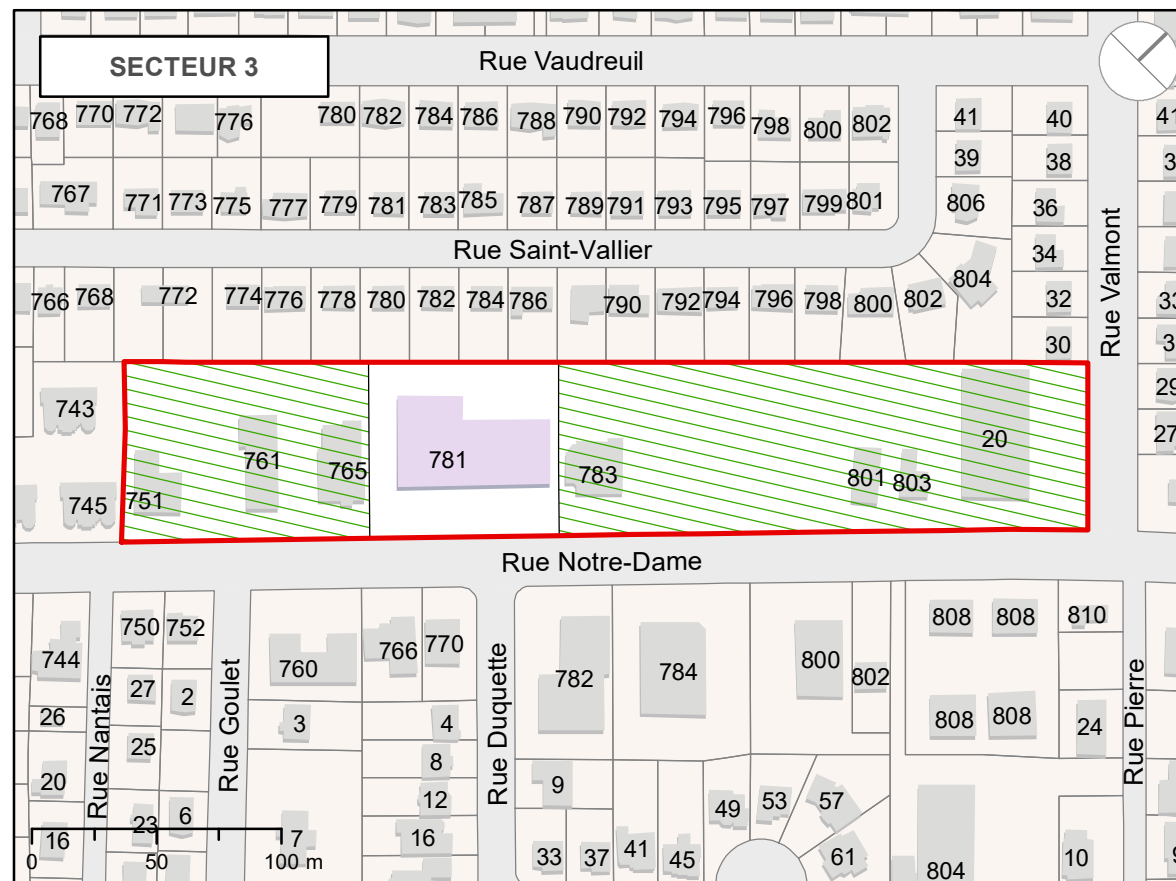 SECTEUR 3
Rue Vaudreuil
768 770 772 776 780 782 784 786 788 790 792 794 796 798 800 802 41 40 41
39 38
767 771 773 775 777 779 781 783 785 787 789 791 793 795 797 799 801 806 36
Rue Saint-Vallier
34
804
Rue Valmont
766 768 772 774 776 778 780 782 784 786 790 792 794 796 798 800 802 32
30
29
743
27
20
761 765 781 783 801 803
745 751
Rue Notre-Dame
750 752 760 766 770 782 784 800 802 808 808 810
744
27 2
26 3 4 808 808 24
Rue Nantais
Rue Goulet
Rue Duquette
Rue Pierre
25 8
20 9
12 49 53 57
23 6
16 7 16 33 37 41 45 61 804 10
0 50 100 m